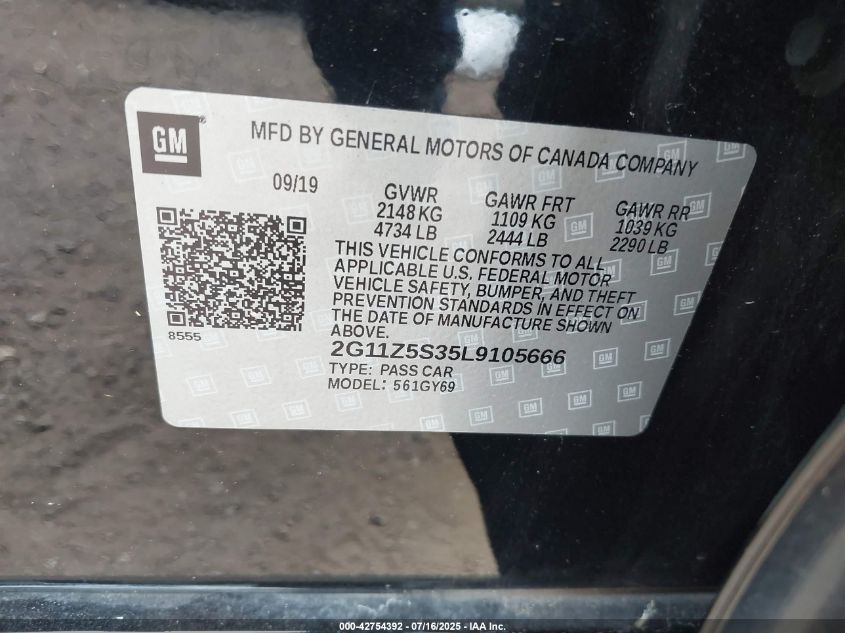 GM®
MFD BY GENERAL MOTORS OF CANADA COMPANY
09/19
GVWR
2148 KG
4734 LB
GAWR FRT
1109 KG
2444 LB
GAWR RR
1039 KG
2290 LB
THIS VEHICLE CONFORMS TO ALL
APPLICABLE U.S. FEDERAL MOTOR
VEHICLE SAFETY, BUMPER, AND THEFT
PREVENTION STANDARDS IN EFFECT ON
THE DATE OF MANUFACTURE SHOWN
ABOVE.
8555
2G11Z5S35L9105666
TYPE: PASS CAR
MODEL: 561GY69
000-42754392 - 07/16/2025 - IAA Inc.